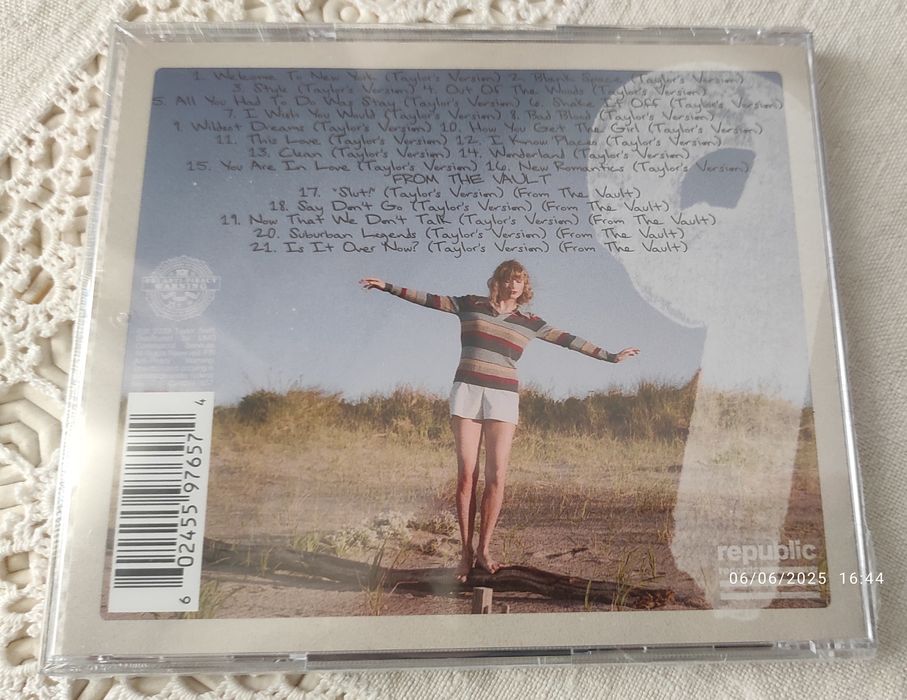 1. Welcome To New York (Taylor's Version) 2. Blank Space (Taylor's Version)
3. Style (Taylor's Version) 4. Out Of The Woods (Taylor's Version)
5. All You Had To Do Was Stay (Taylor's Version) 6. Shake It Off (Taylor's Version)
7. I Wish You Would (Taylor's Version) 8. Bad Blood (Taylor's Version)
9. Wildest Dreams (Taylor's Version) 10. How You Get The Girl (Taylor's Version)
11. This Love (Taylor's Version) 12. I Know Places (Taylor's Version)
13. Clean (Taylor's Version) 14. Wonderland (Taylor's Version)
15. You Are In Love (Taylor's Version) 16. New Romantics (Taylor's Version)
FROM THE VAULT
17. "Slut!" (Taylor's Version) (From The Vault)
18. Say Don't Go (Taylor's Version) (From The Vault)
19. Now That We Don't Talk (Taylor's Version) (From The Vault)
20. Suburban Legends (Taylor's Version) (From The Vault)
21. Is It Over Now? (Taylor's Version) (From The Vault)
WARNING
6 02455 97657 4
republic
06/06/2025 16:44